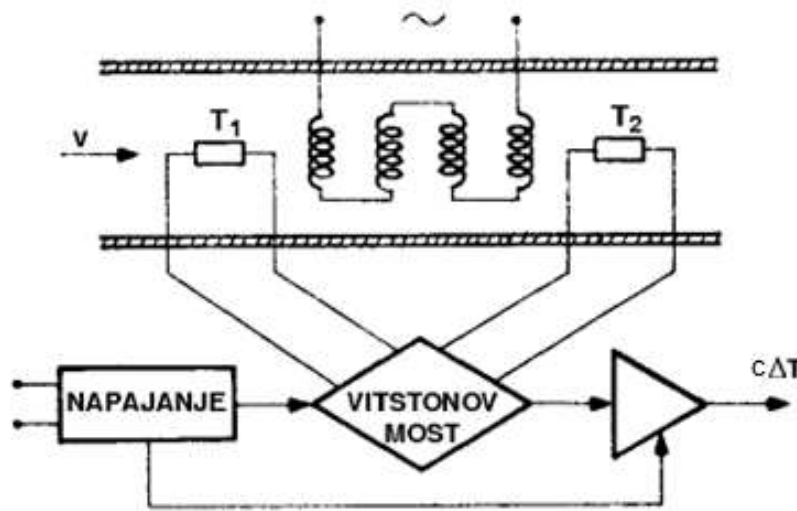 ~
T₁
T₂
v
NAPAJANJE
VITSTONOV
MOST
cΔT